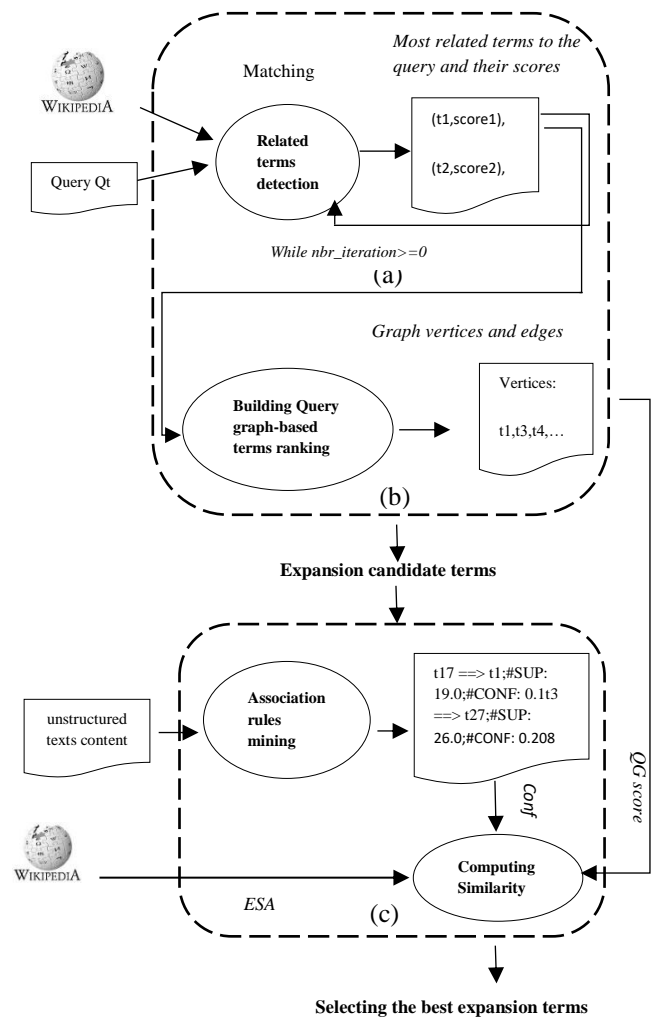 Most related terms to the
query and their scores
Matching
WIKIPEDIA
Related
terms
detection
(t1,score1),
(t2,score2),
Query Qt
While nbr_iteration>=0
(a)
Graph vertices and edges
Building Query
graph-based
terms ranking
Vertices:
t1,t3,t4,…
(b)
Expansion candidate terms
unstructured
texts content
Association
rules
mining
t17 ==> t1;#SUP:
19.0;#CONF: 0.1t3
==> t27;#SUP:
26.0;#CONF: 0.208
Conf
QG score
WIKIPEDIA
ESA
Computing
Similarity
(c)
Selecting the best expansion terms